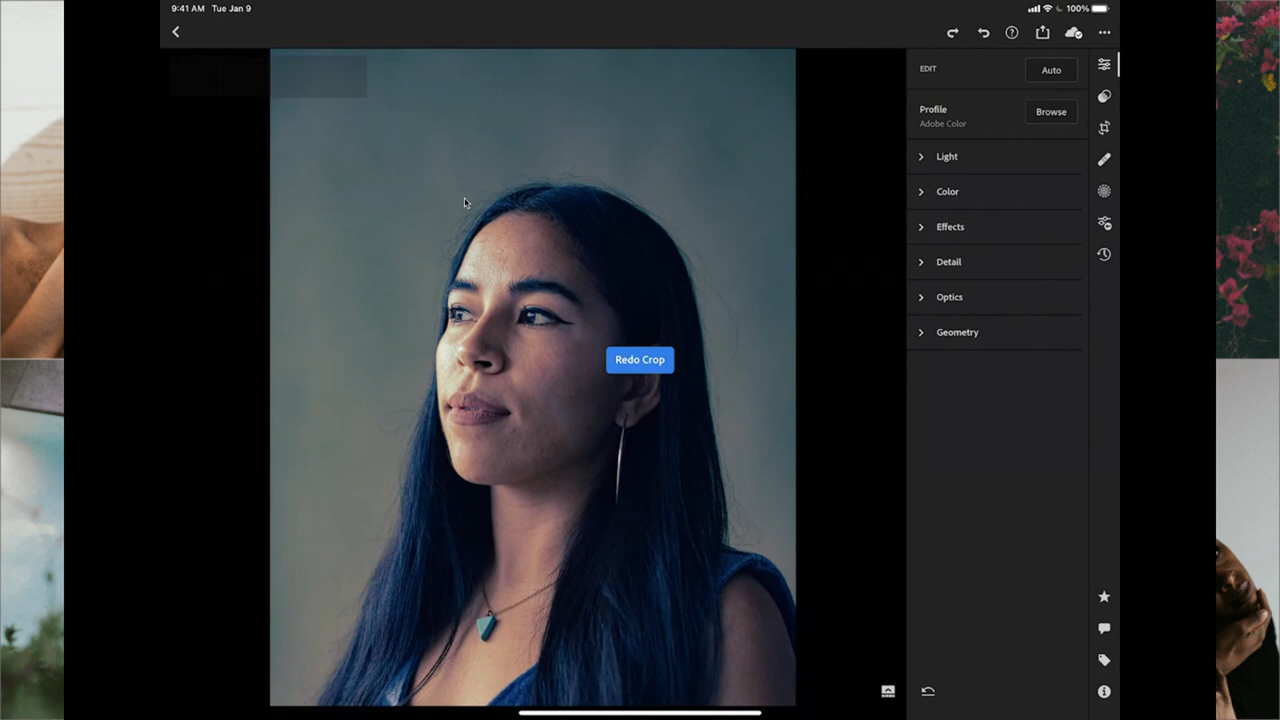 9:41 AM Tue Jan 9
100%
EDIT
Auto
Profile
Adobe Color
Browse
Light
Color
Effects
Detail
Optics
Geometry
Redo Crop